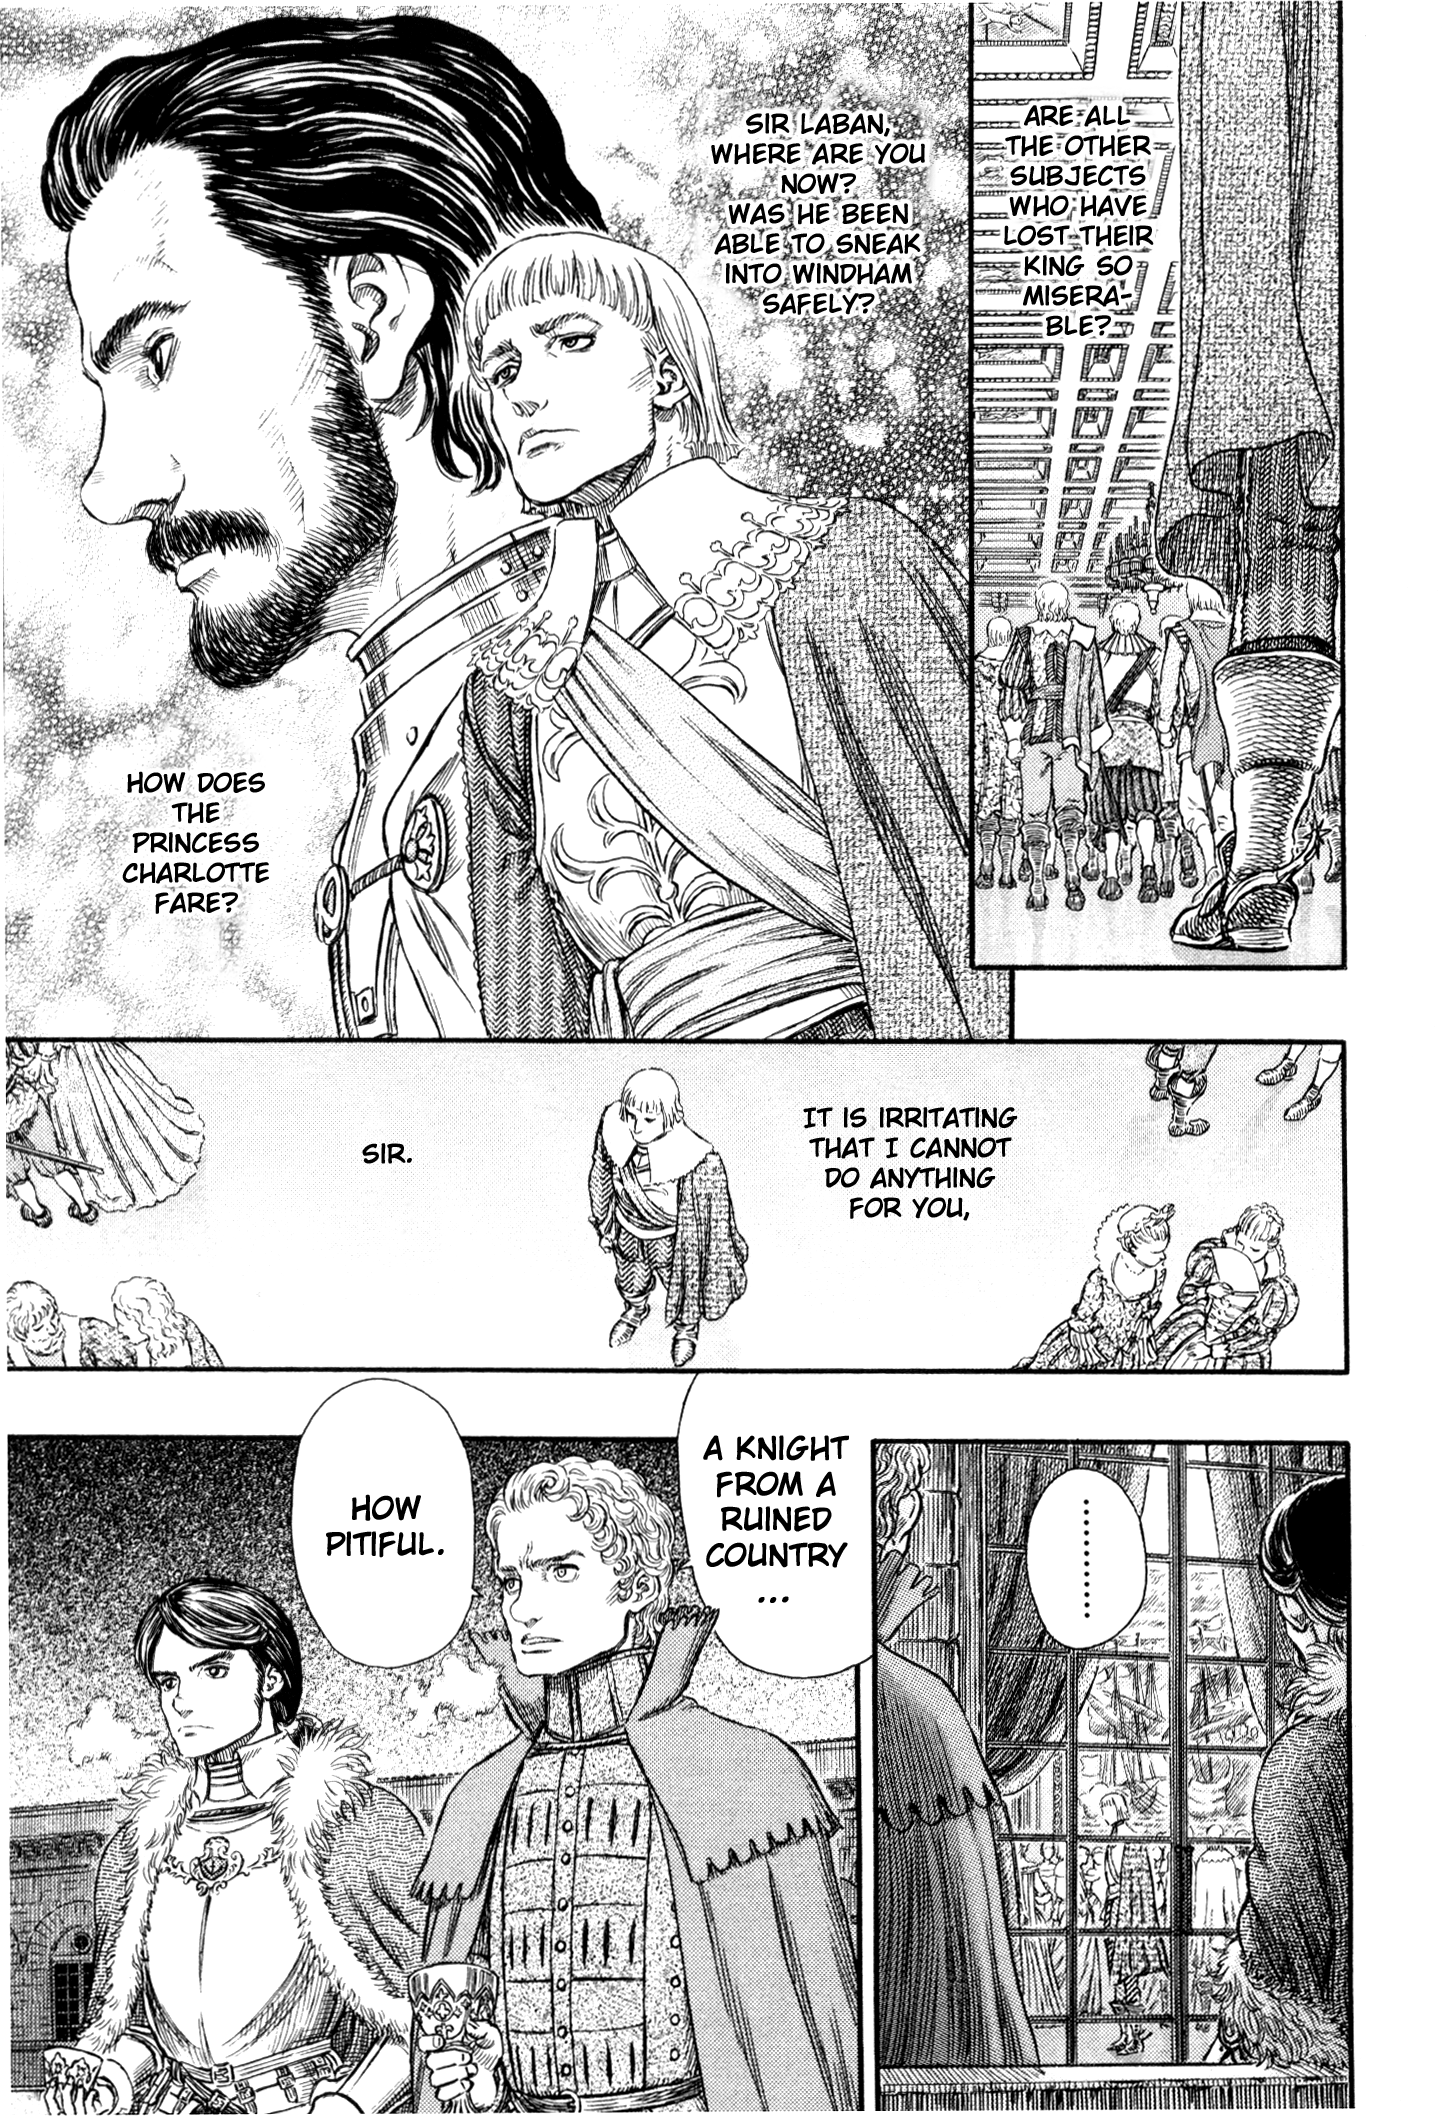 ARE ALL
THE OTHER
SUBJECTS
WHO HAVE
LOST THEIR
KING SO
MISERA-
BLE?
SIR LABAN,
WHERE ARE YOU
NOW?
WAS HE BEEN
ABLE TO SNEAK
INTO WINDHAM
SAFELY?
HOW DOES
THE
PRINCESS
CHARLOTTE
FARE?
IT IS IRRITATING
THAT I CANNOT
DO ANYTHING
FOR YOU,
SIR.
..........
A KNIGHT
FROM A
RUINED
COUNTRY
...
HOW
PITIFUL.